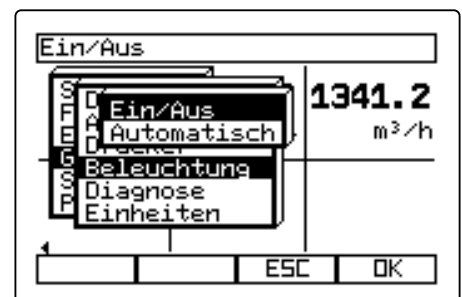 Ein/Aus
Ein/Aus
1341.2
Automatisch
m³/h
Beleuchtung
Diagnose
Einheiten
ESC OK